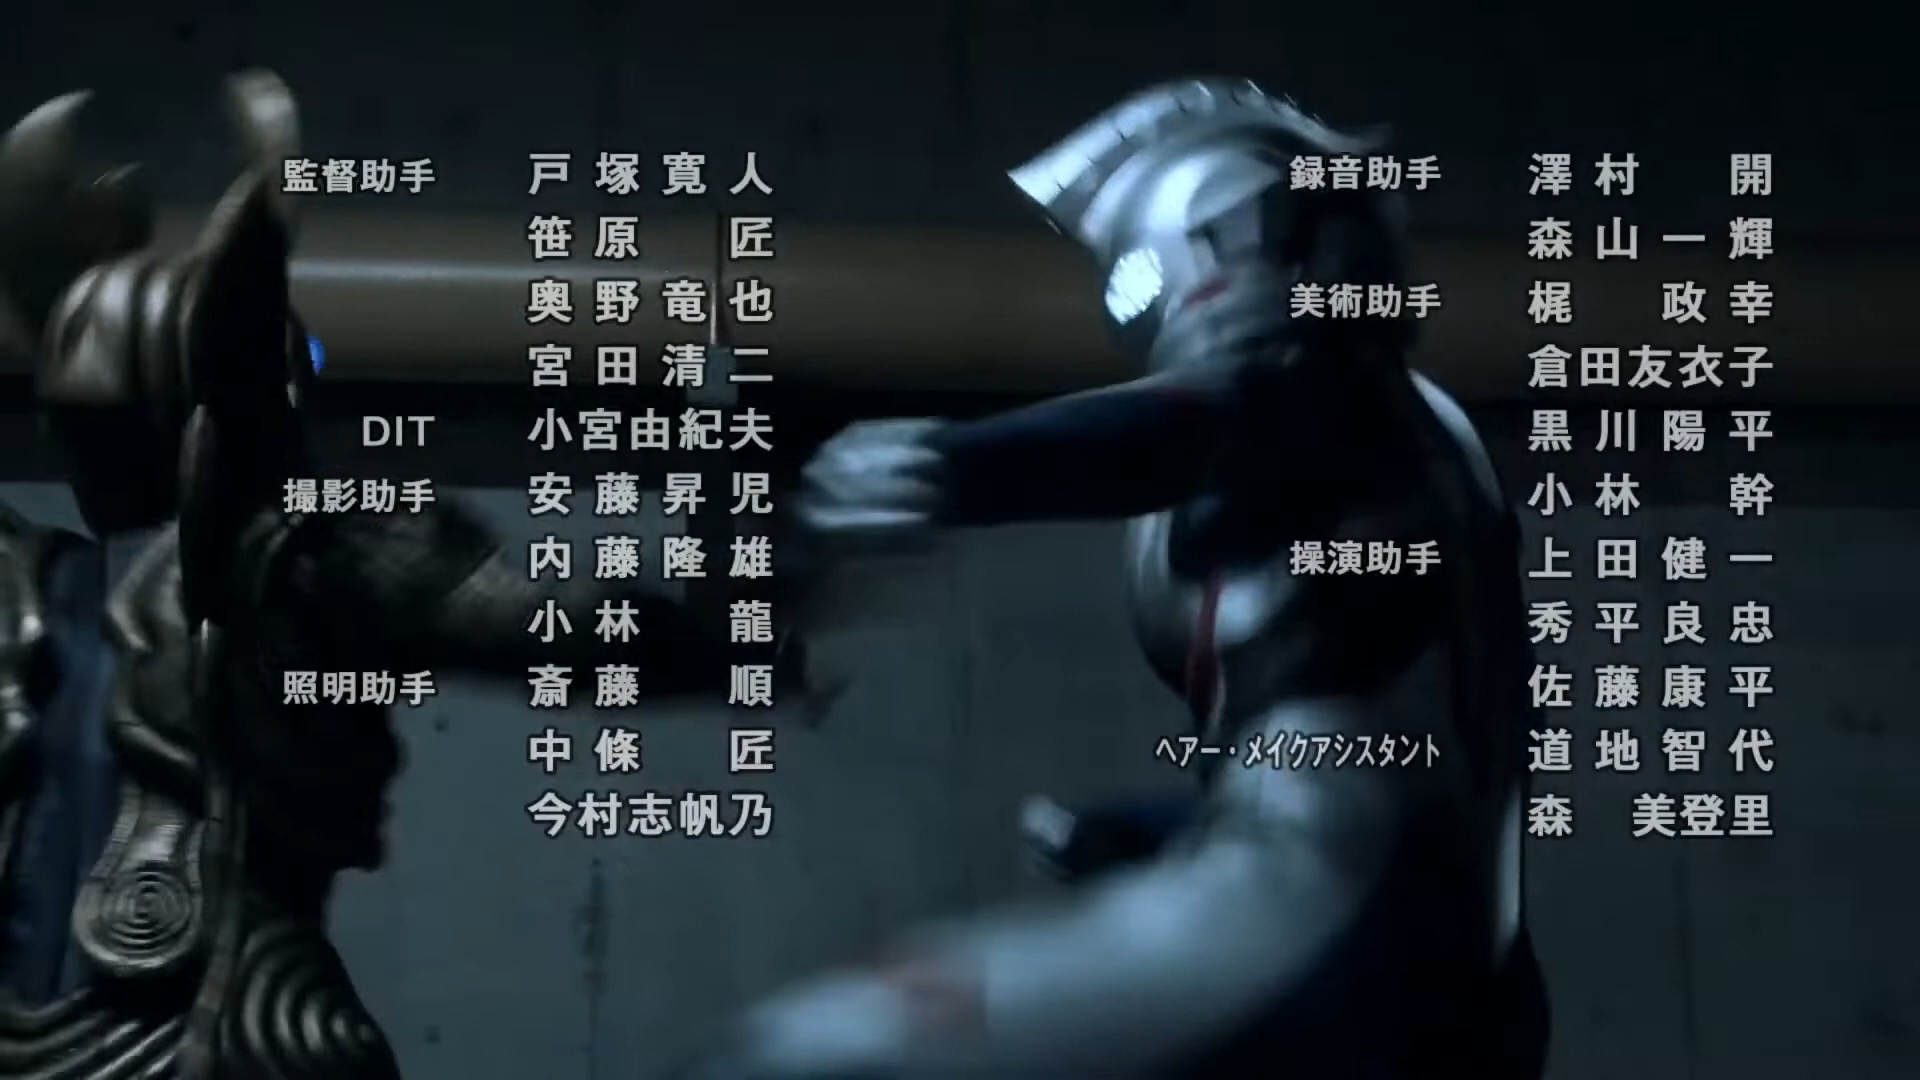 監督助手 戸塚寛人
笹原 匠
奥野竜也
宮田清二
DIT 小宮由紀夫
撮影助手 安藤昇児
内藤隆雄
小林 龍
照明助手 斎藤 順
中條 匠
今村志帆乃
録音助手 澤村 開
森山一輝
美術助手 梶 政幸
倉田友衣子
黒川陽平
小林 幹
操演助手 上田健一
秀平良忠
佐藤康平
ヘアー・メイクアシスタント 道地智代
森 美登里